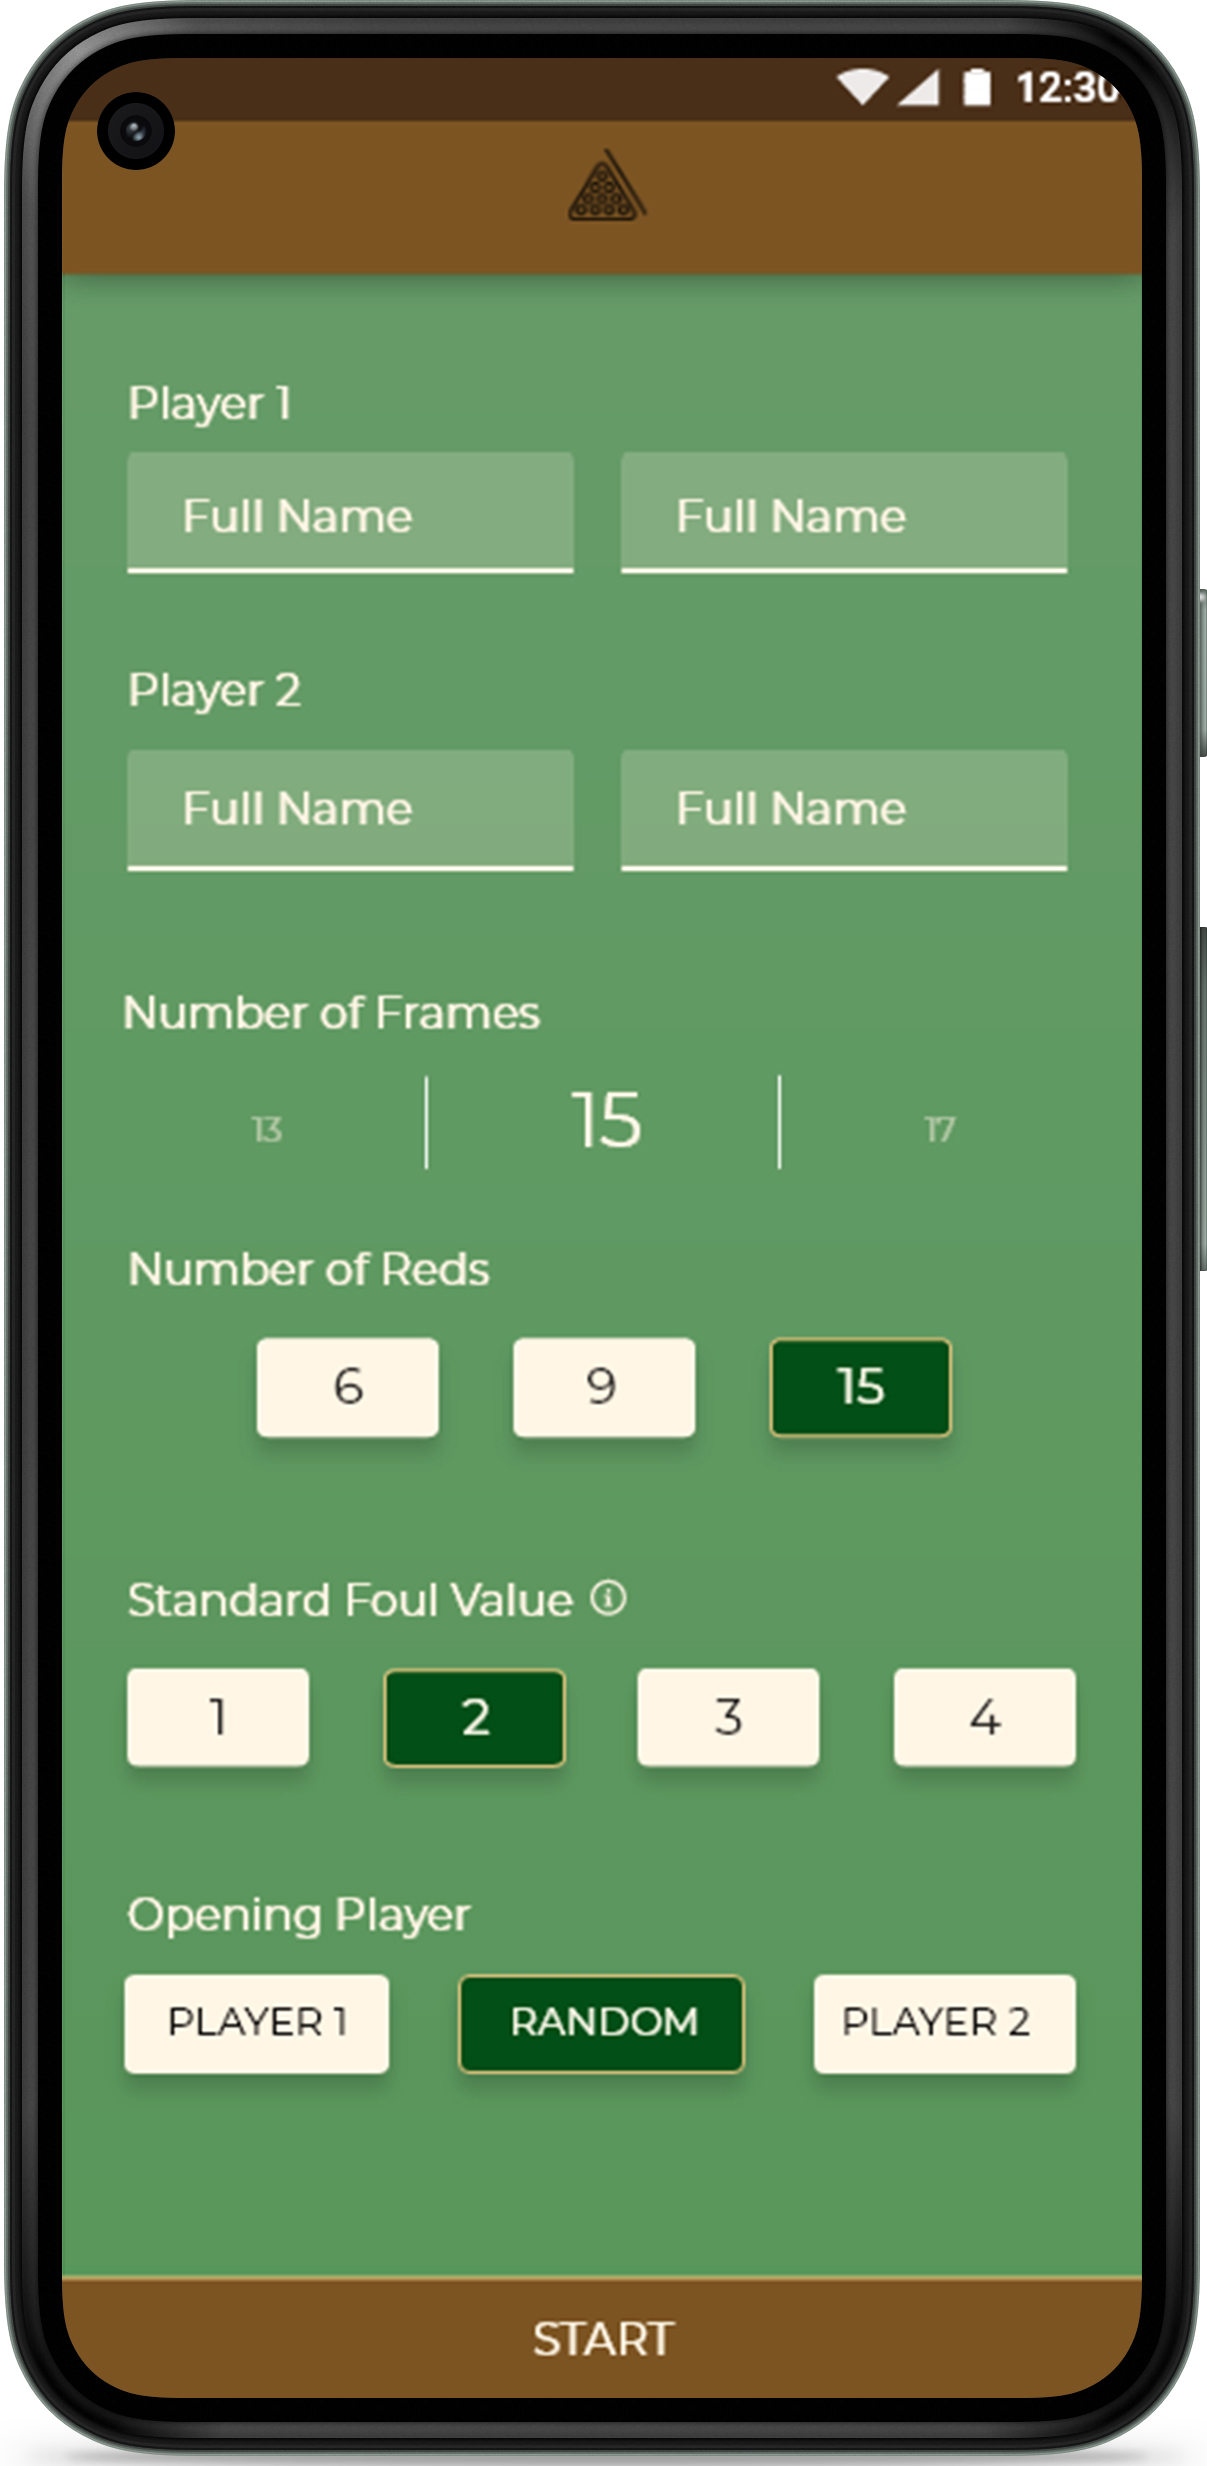 12:30
Player 1
Full Name Full Name
Player 2
Full Name Full Name
Number of Frames
13 15 17
Number of Reds
6 9 15
Standard Foul Value
1 2 3 4
Opening Player
PLAYER 1 RANDOM PLAYER 2
START